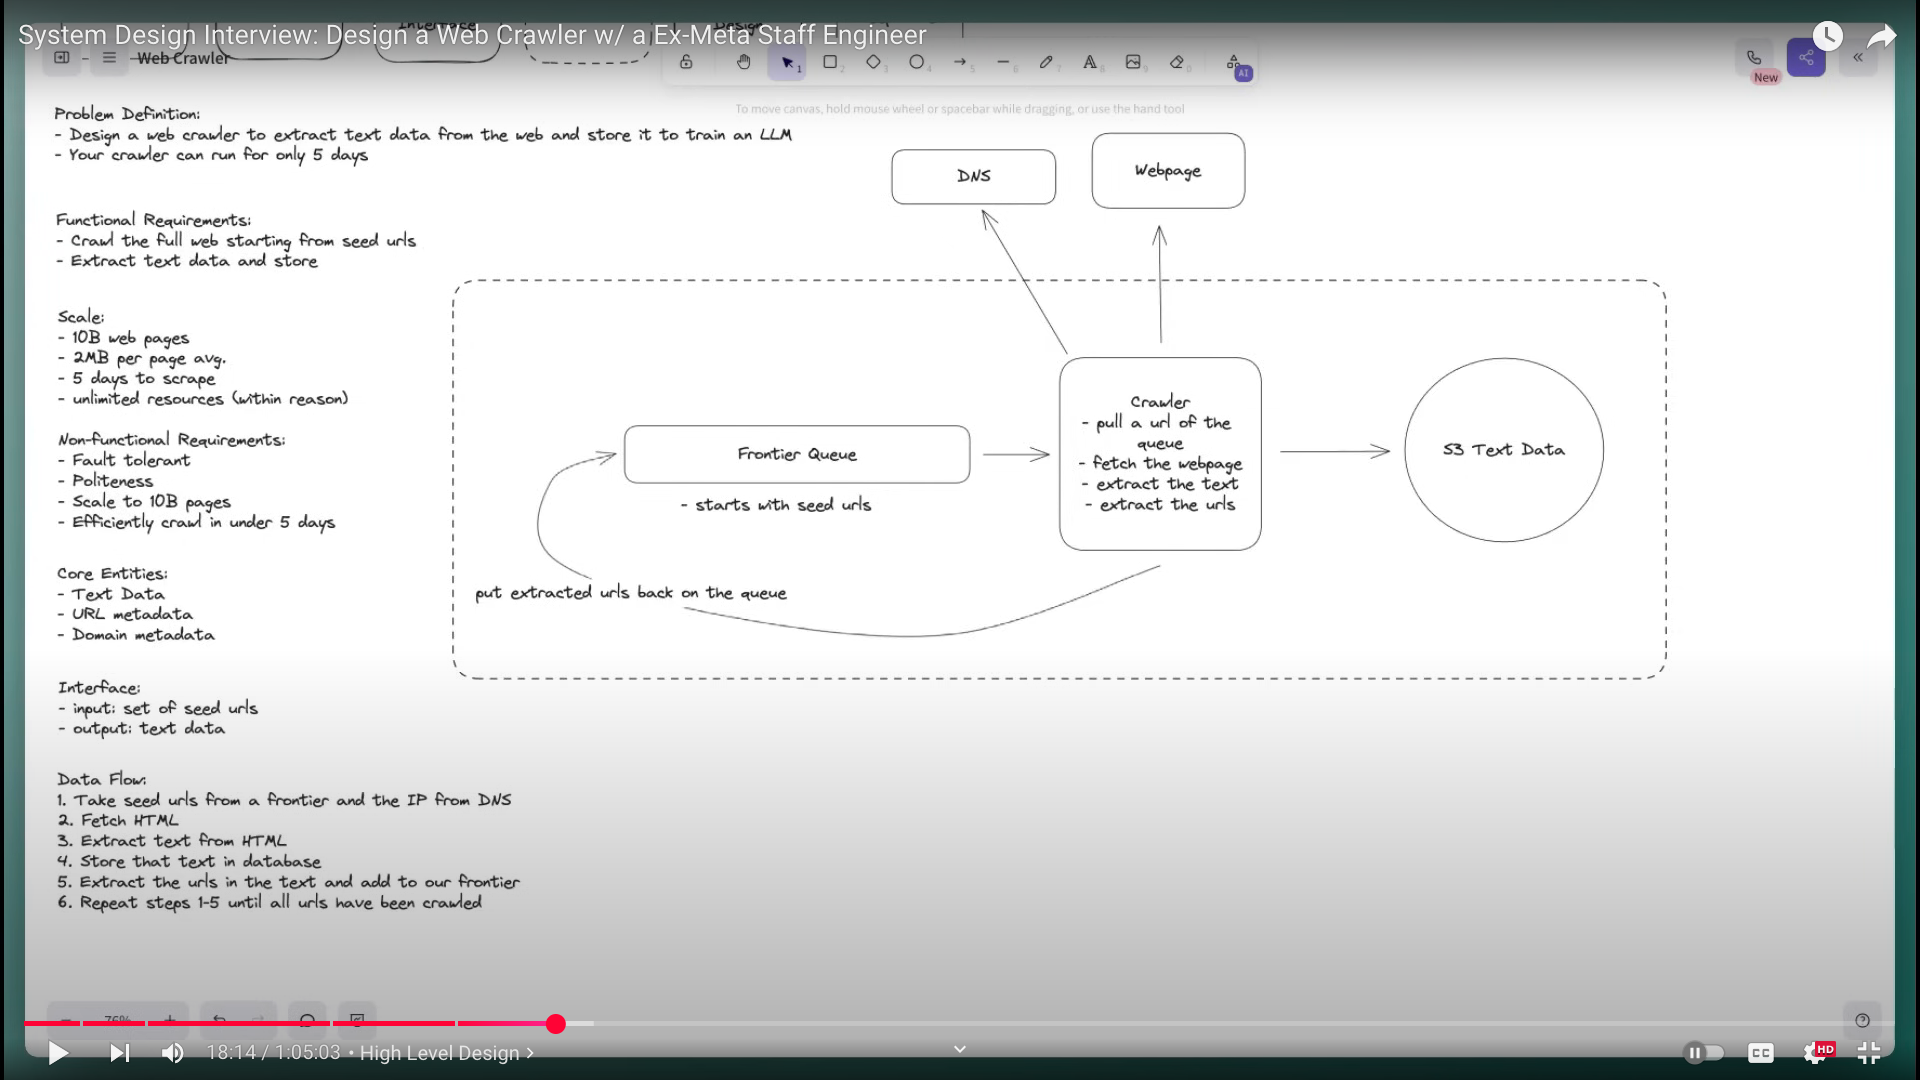 System Design Interview: Design a Web Crawler w/ a Ex-Meta Staff Engineer
Web Crawler
New
AI
To move canvas, hold mouse wheel or spacebar while dragging, or use the hand tool
Problem Definition:
- Design a web crawler to extract text data from the web and store it to train an LLM
- Your crawler can run for only 5 days
Functional Requirements:
- Crawl the full web starting from seed urls
- Extract text data and store
Scale:
- 10B web pages
- 2MB per page avg.
- 5 days to scrape
- unlimited resources (within reason)
Non-functional Requirements:
- Fault tolerant
- Politeness
- Scale to 10B pages
- Efficiently crawl in under 5 days
Core Entities:
- Text Data
- URL metadata
- Domain metadata
Interface:
- input: set of seed urls
- output: text data
Data Flow:
1. Take seed urls from a frontier and the IP from DNS
2. Fetch HTML
3. Extract text from HTML
4. Store that text in database
5. Extract the urls in the text and add to our frontier
6. Repeat steps 1-5 until all urls have been crawled
DNS
Webpage
Frontier Queue
- starts with seed urls
Crawler
- pull a url of the
queue
- fetch the webpage
- extract the text
- extract the urls
S3 Text Data
put extracted urls back on the queue
76%
18:14 / 1:05:03 • High Level Design
CC
HD